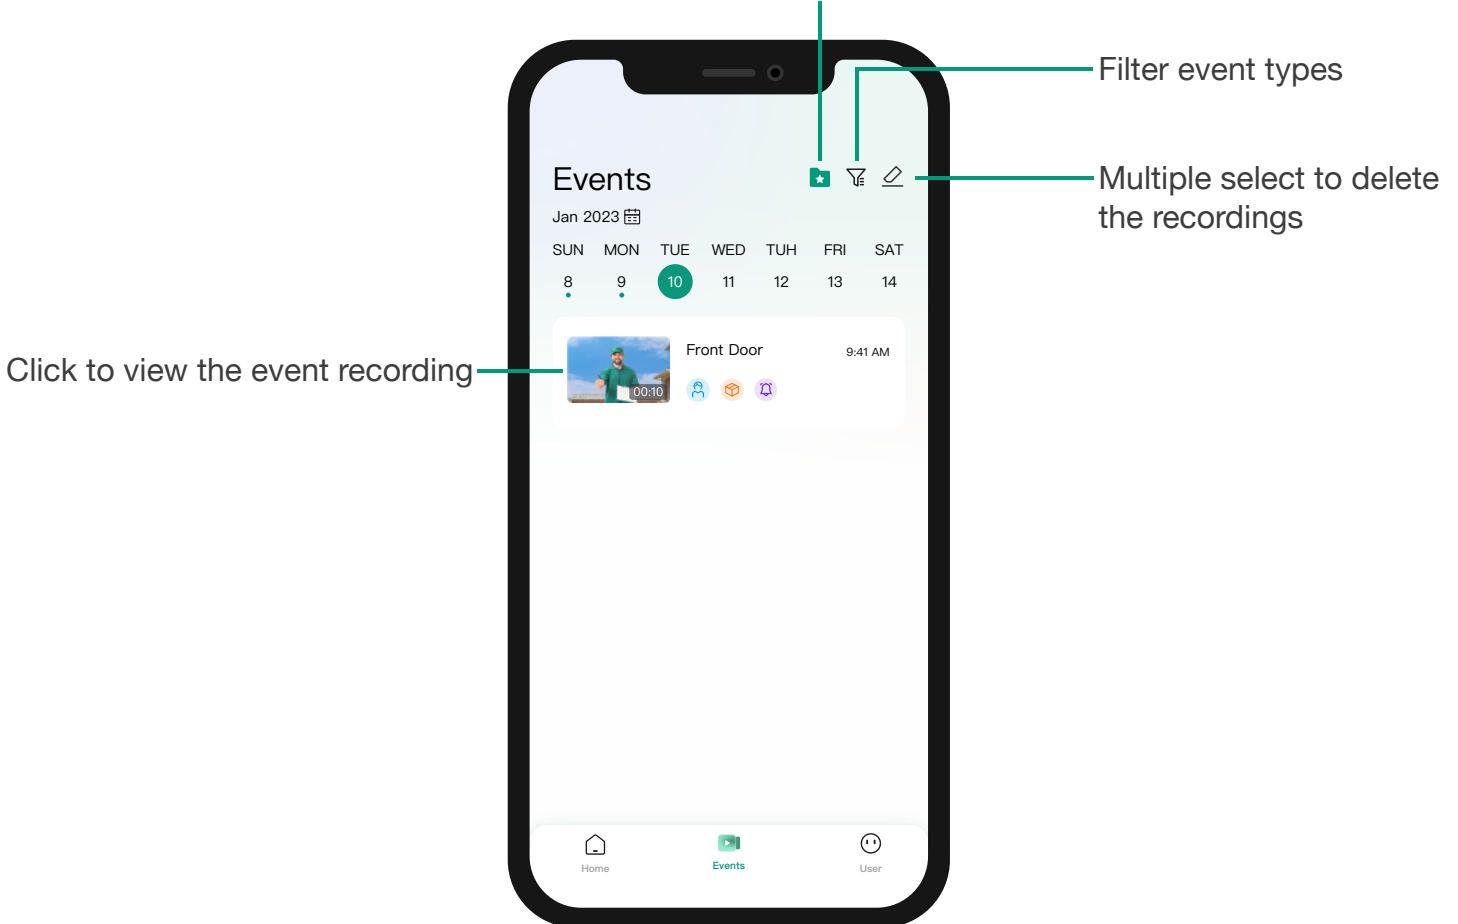 Filter event types
Events
Multiple select to delete
the recordings
Jan 2023
SUN MON TUE WED TUH FRI SAT
8 9 10 11 12 13 14
Click to view the event recording
Front Door 9:41 AM
00:10
Home Events User